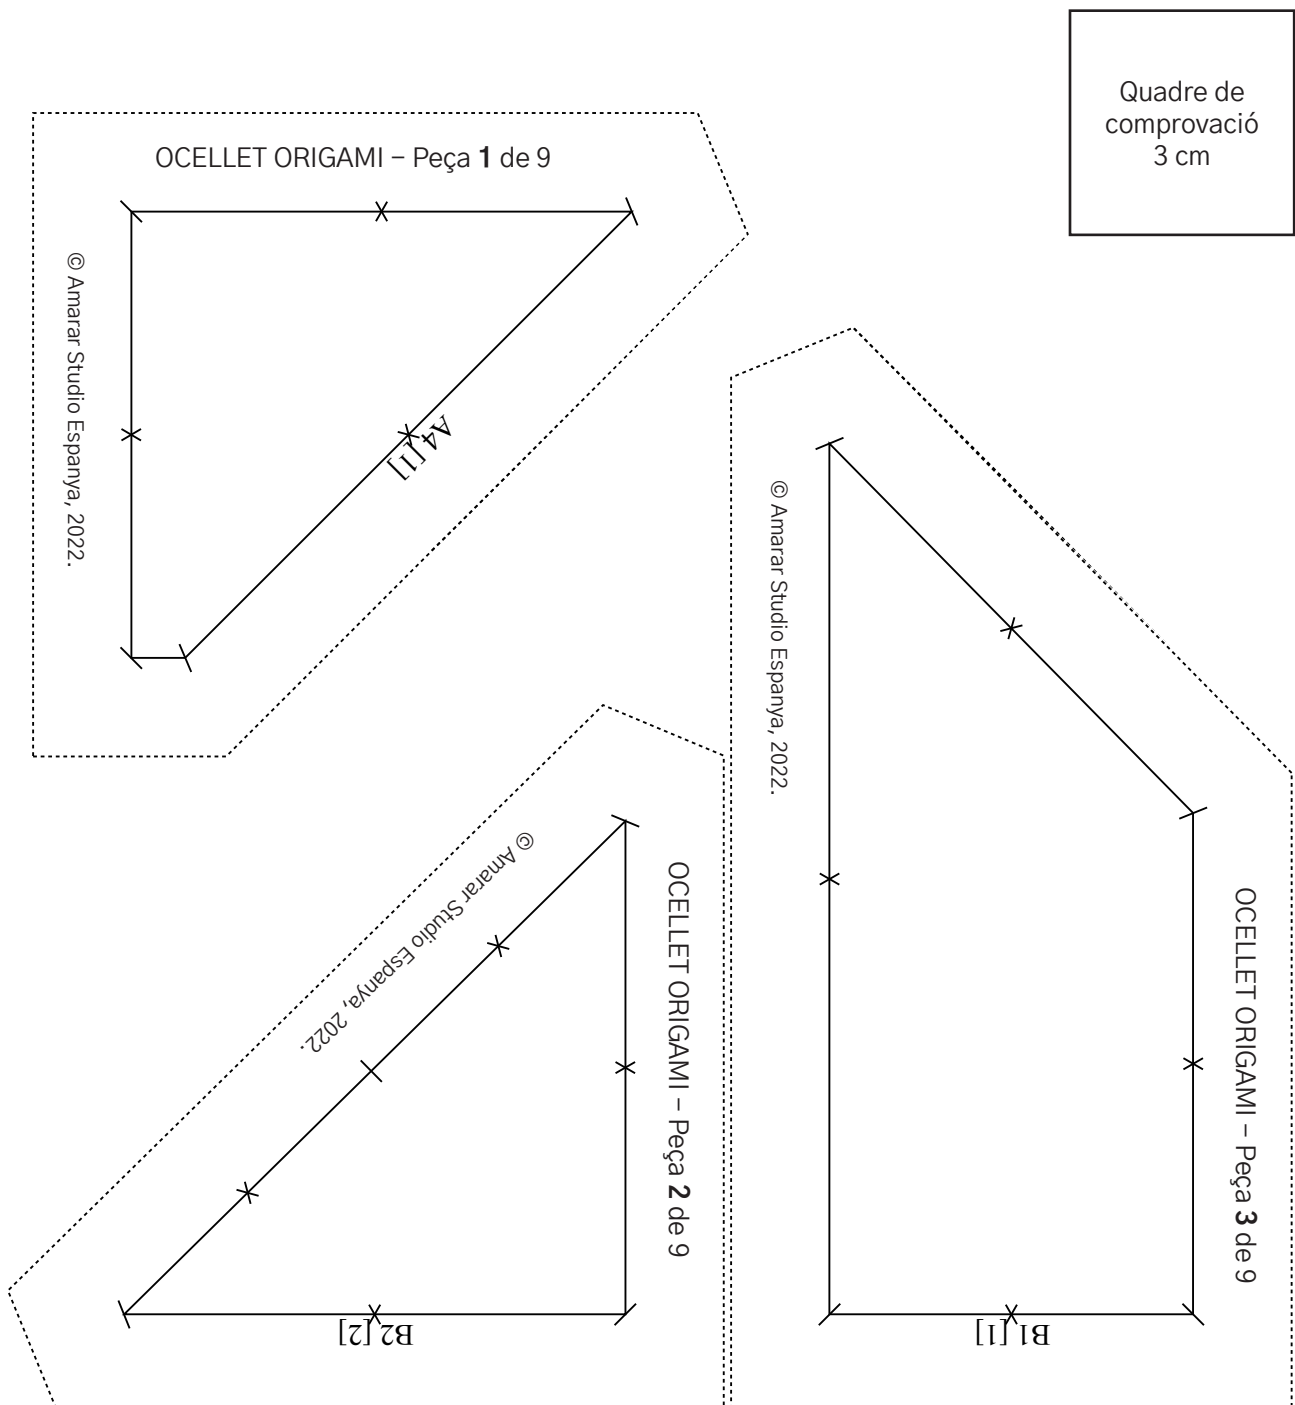 Quadre de
comprovació
3 cm
OCELLET ORIGAMI – Peça 1 de 9
© Amarar Studio Espanya, 2022.
A4 [1]
© Amarar Studio Espanya, 2022.
OCELLET ORIGAMI – Peça 2 de 9
B2 [2]
© Amarar Studio Espanya, 2022.
OCELLET ORIGAMI – Peça 3 de 9
B1 [1]